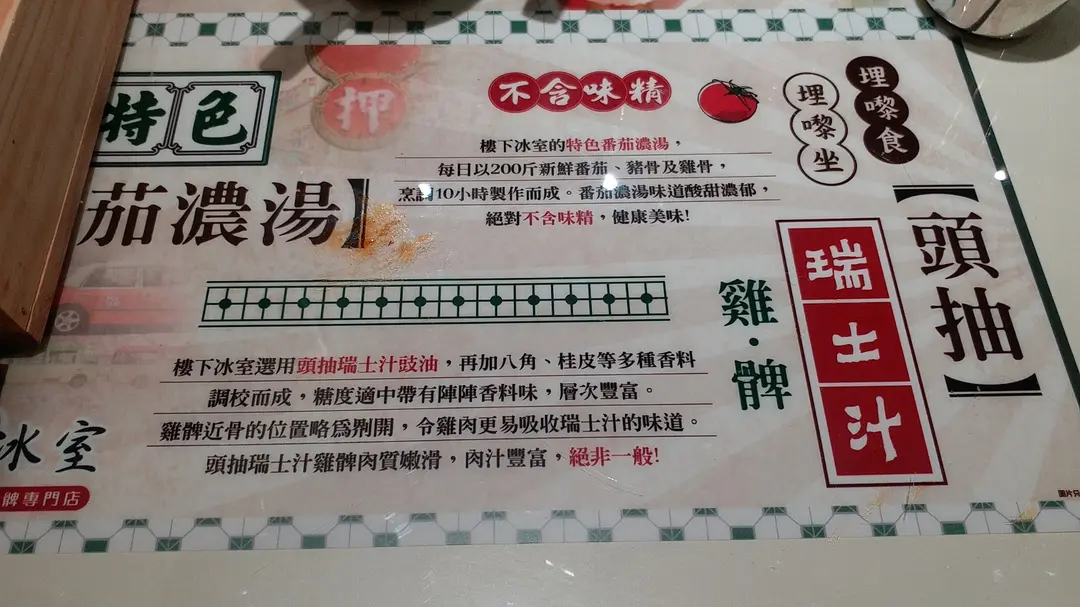 特色
押
茄濃湯】
不含味精
樓下冰室的特色番茄濃湯，
每日以200斤新鮮番茄、豬骨及雞骨，
烹調10小時製作而成。番茄濃湯味道酸甜濃郁，
絕對不含味精，健康美味!
埋嚟坐
埋嚟食
【頭抽】
瑞士汁
雞·髀
樓下冰室選用頭抽瑞士汁豉油，再加八角、桂皮等多種香料
調校而成，糖度適中帶有陣陣香料味，層次豐富。
雞髀近骨的位置略為𠝹開，令雞肉更易吸收瑞士汁的味道。
頭抽瑞士汁雞髀肉質嫩滑，肉汁豐富，絕非一般!
冰室
髀專門店
圖片只